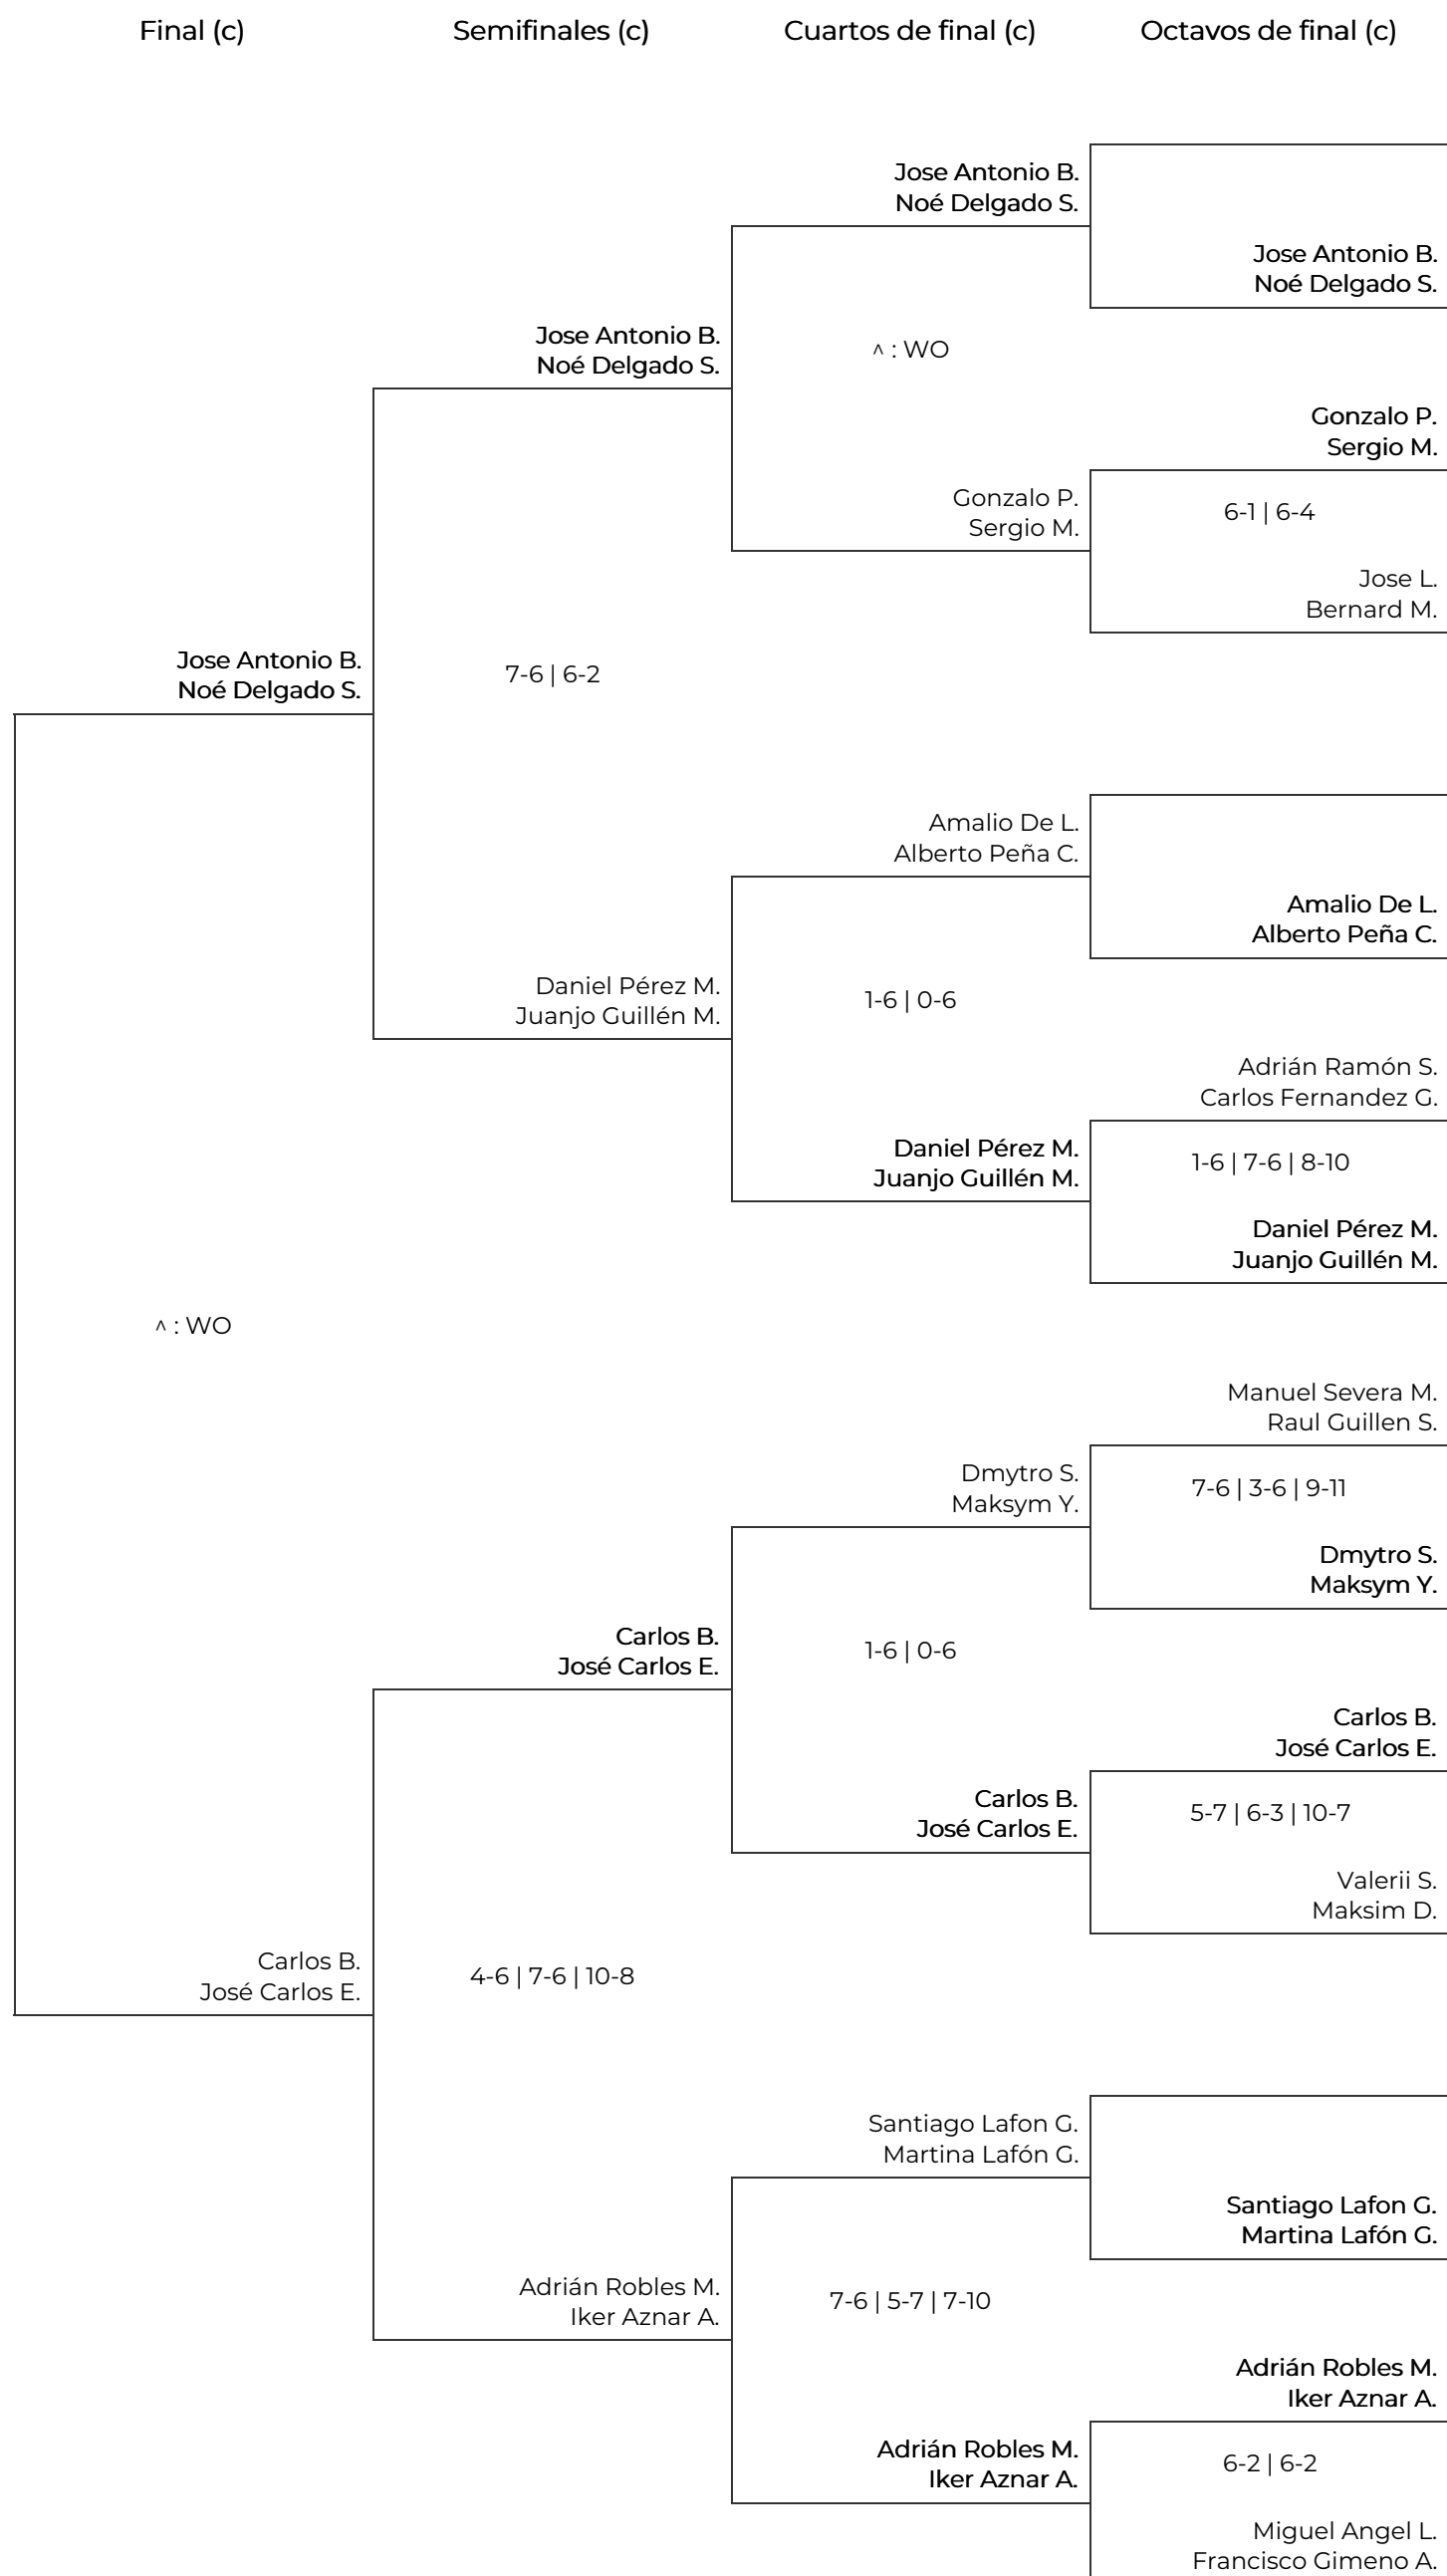 Final (c)
Semifinales (c)
Cuartos de final (c)
Octavos de final (c)
Jose Antonio B.
Noé Delgado S.
Jose Antonio B.
Noé Delgado S.
Jose Antonio B.
Noé Delgado S.
^ : WO
Gonzalo P.
Sergio M.
Gonzalo P.
Sergio M.
6-1 | 6-4
Jose L.
Bernard M.
Jose Antonio B.
Noé Delgado S.
7-6 | 6-2
Amalio De L.
Alberto Peña C.
Amalio De L.
Alberto Peña C.
Daniel Pérez M.
Juanjo Guillén M.
1-6 | 0-6
Adrián Ramón S.
Carlos Fernandez G.
Daniel Pérez M.
Juanjo Guillén M.
1-6 | 7-6 | 8-10
Daniel Pérez M.
Juanjo Guillén M.
^ : WO
Manuel Severa M.
Raul Guillen S.
Dmytro S.
Maksym Y.
7-6 | 3-6 | 9-11
Dmytro S.
Maksym Y.
Carlos B.
José Carlos E.
1-6 | 0-6
Carlos B.
José Carlos E.
Carlos B.
José Carlos E.
5-7 | 6-3 | 10-7
Valerii S.
Maksim D.
Carlos B.
José Carlos E.
4-6 | 7-6 | 10-8
Santiago Lafon G.
Martina Lafón G.
Santiago Lafon G.
Martina Lafón G.
Adrián Robles M.
Iker Aznar A.
7-6 | 5-7 | 7-10
Adrián Robles M.
Iker Aznar A.
Adrián Robles M.
Iker Aznar A.
6-2 | 6-2
Miguel Angel L.
Francisco Gimeno A.